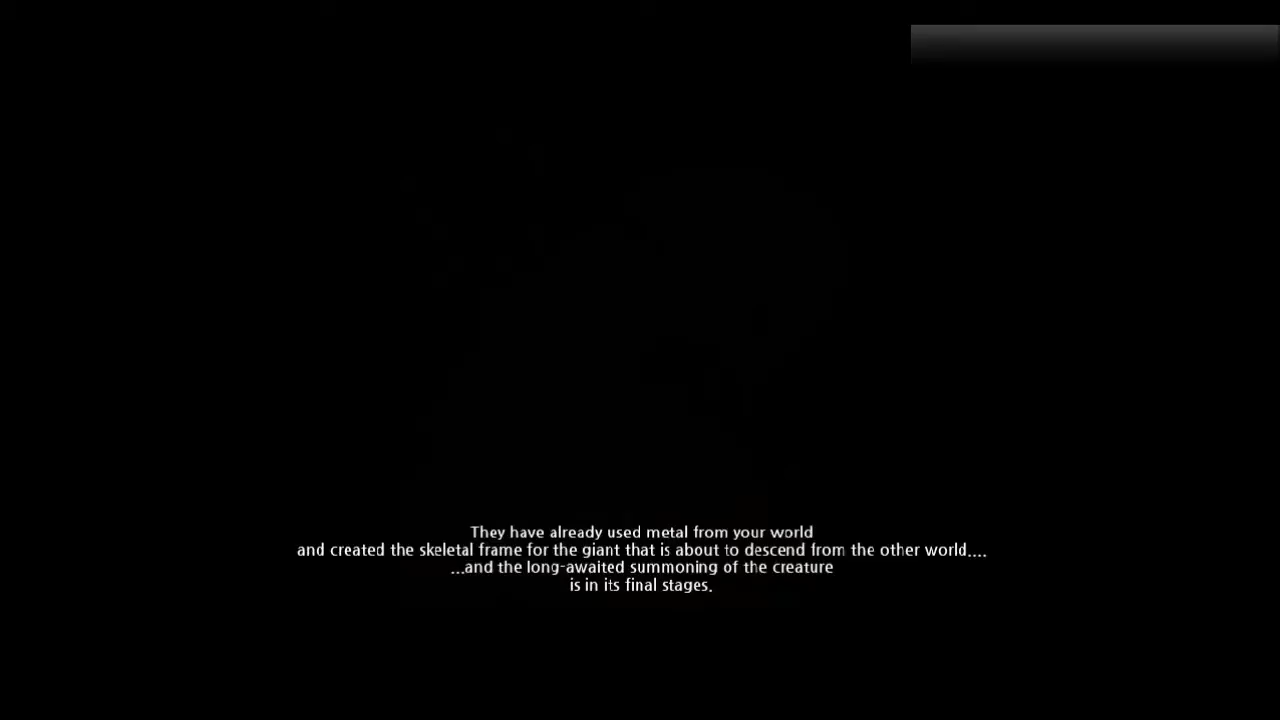 They have already used metal from your world
and created the skeletal frame for the giant that is about to descend from the other world....
...and the long-awaited summoning of the creature
is in its final stages.